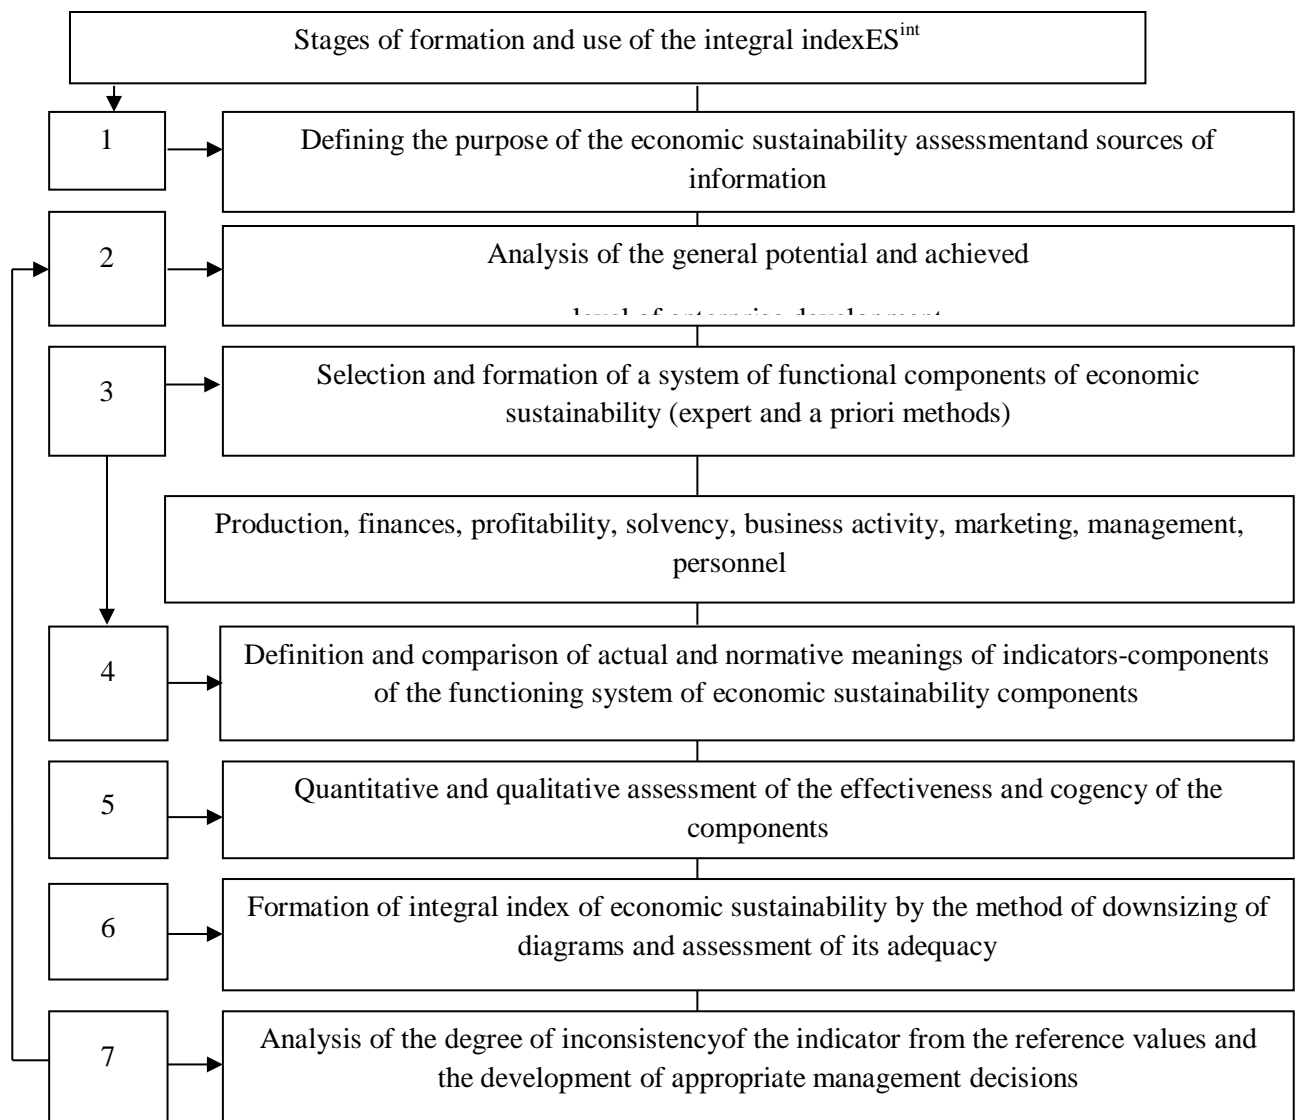 Stages of formation and use of the integral indexES^int
1
Defining the purpose of the economic sustainability assessmentand sources of
information
2
Analysis of the general potential and achieved
level of enterprise development
3
Selection and formation of a system of functional components of economic
sustainability (expert and a priori methods)
Production, finances, profitability, solvency, business activity, marketing, management,
personnel
4
Definition and comparison of actual and normative meanings of indicators-components
of the functioning system of economic sustainability components
5
Quantitative and qualitative assessment of the effectiveness and cogency of the
components
6
Formation of integral index of economic sustainability by the method of downsizing of
diagrams and assessment of its adequacy
7
Analysis of the degree of inconsistencyof the indicator from the reference values and
the development of appropriate management decisions